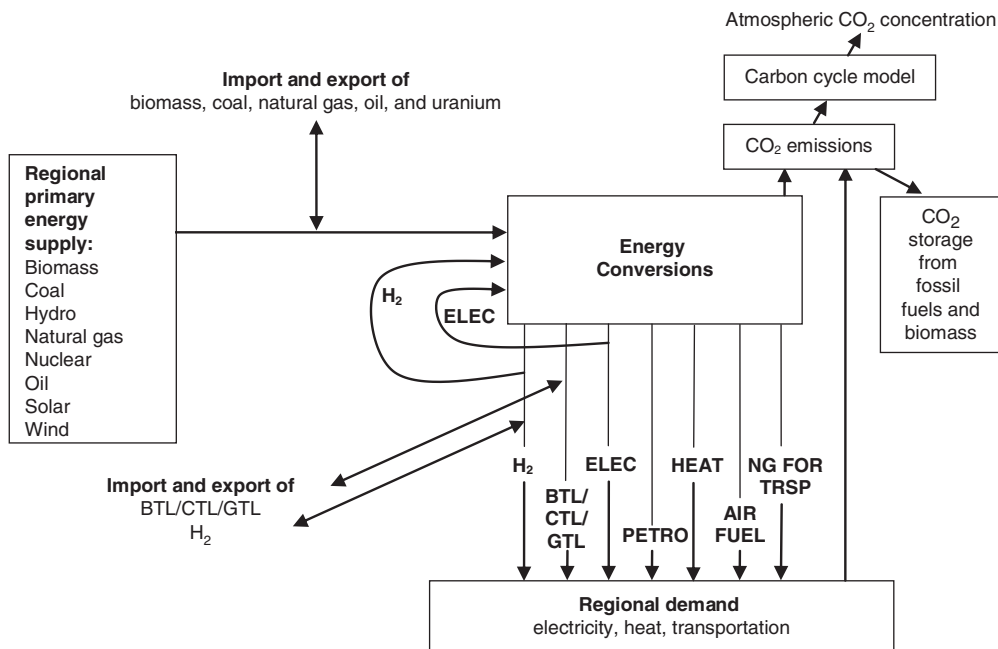 Atmospheric CO₂ concentration
Carbon cycle model
CO₂ emissions
Import and export of
biomass, coal, natural gas, oil, and uranium
Regional
primary
energy
supply:
Biomass
Coal
Hydro
Natural gas
Nuclear
Oil
Solar
Wind
Energy
Conversions
CO₂
storage
from
fossil
fuels and
biomass
H₂
ELEC
Import and export of
BTL/CTL/GTL
H₂
H₂
BTL/
CTL/
GTL
ELEC
PETRO
HEAT
AIR
FUEL
NG FOR
TRSP
Regional demand
electricity, heat, transportation